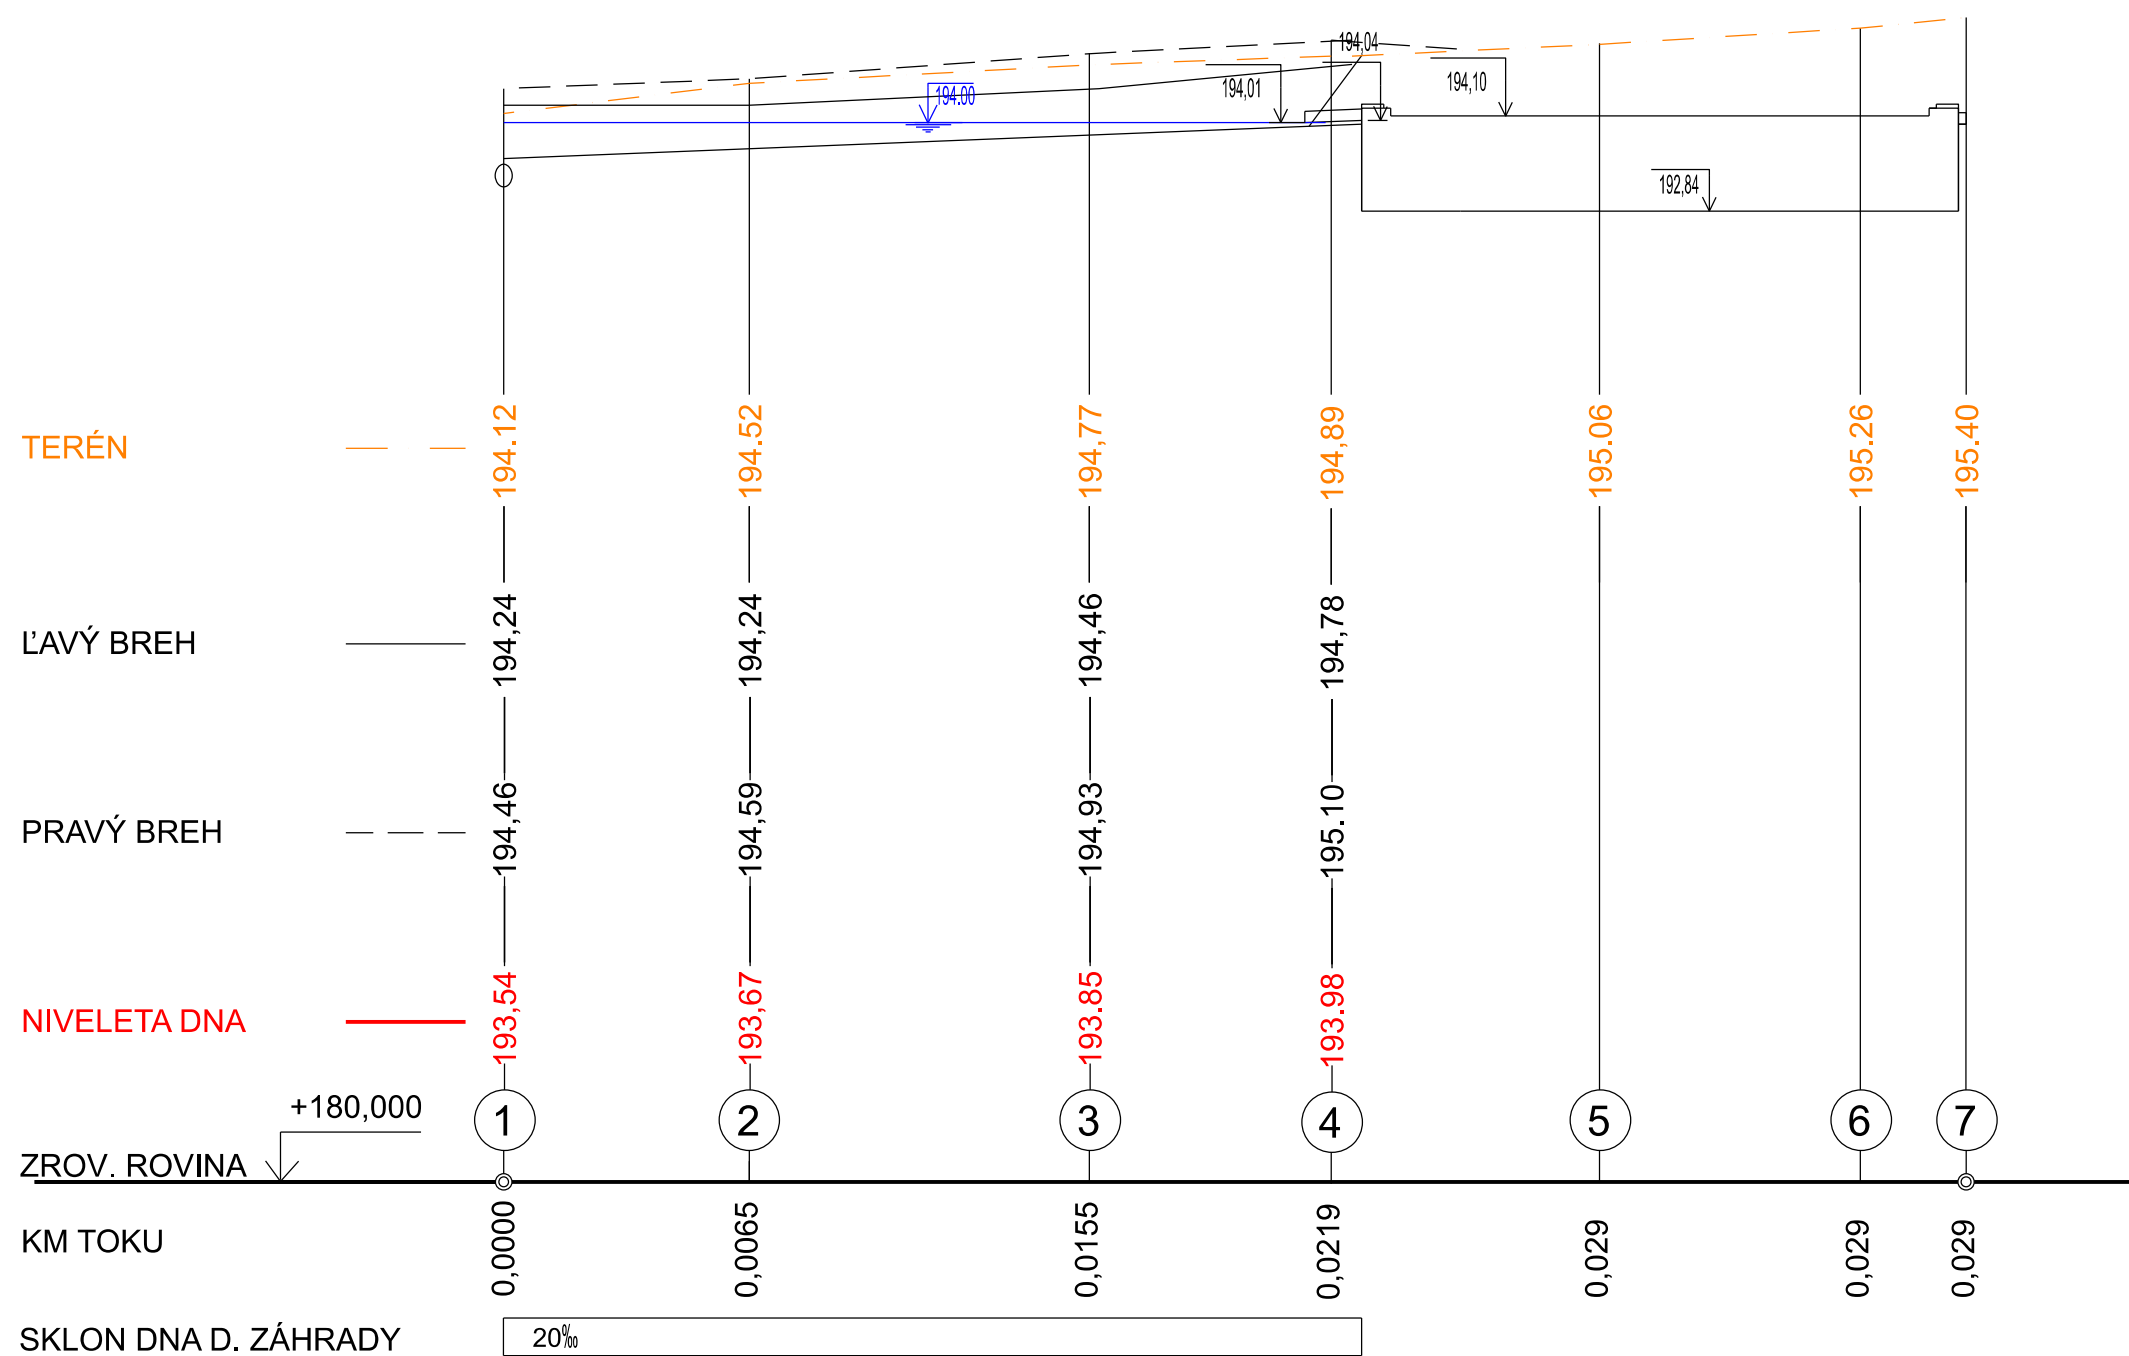 194,04
194.00
194,01
194,10
192,84
TERÉN 194.12 194.52 194,77 194,89 195.06 195.26 195.40
ĽAVÝ BREH 194,24 194,24 194,46 194,78
PRAVÝ BREH 194,46 194,59 194,93 195.10
NIVELETA DNA 193,54 193,67 193.85 193.98
+180,000 1 2 3 4 5 6 7
ZROV. ROVINA
KM TOKU 0,0000 0,0065 0,0155 0,0219 0,029 0,029 0,029
SKLON DNA D. ZÁHRADY 20‰